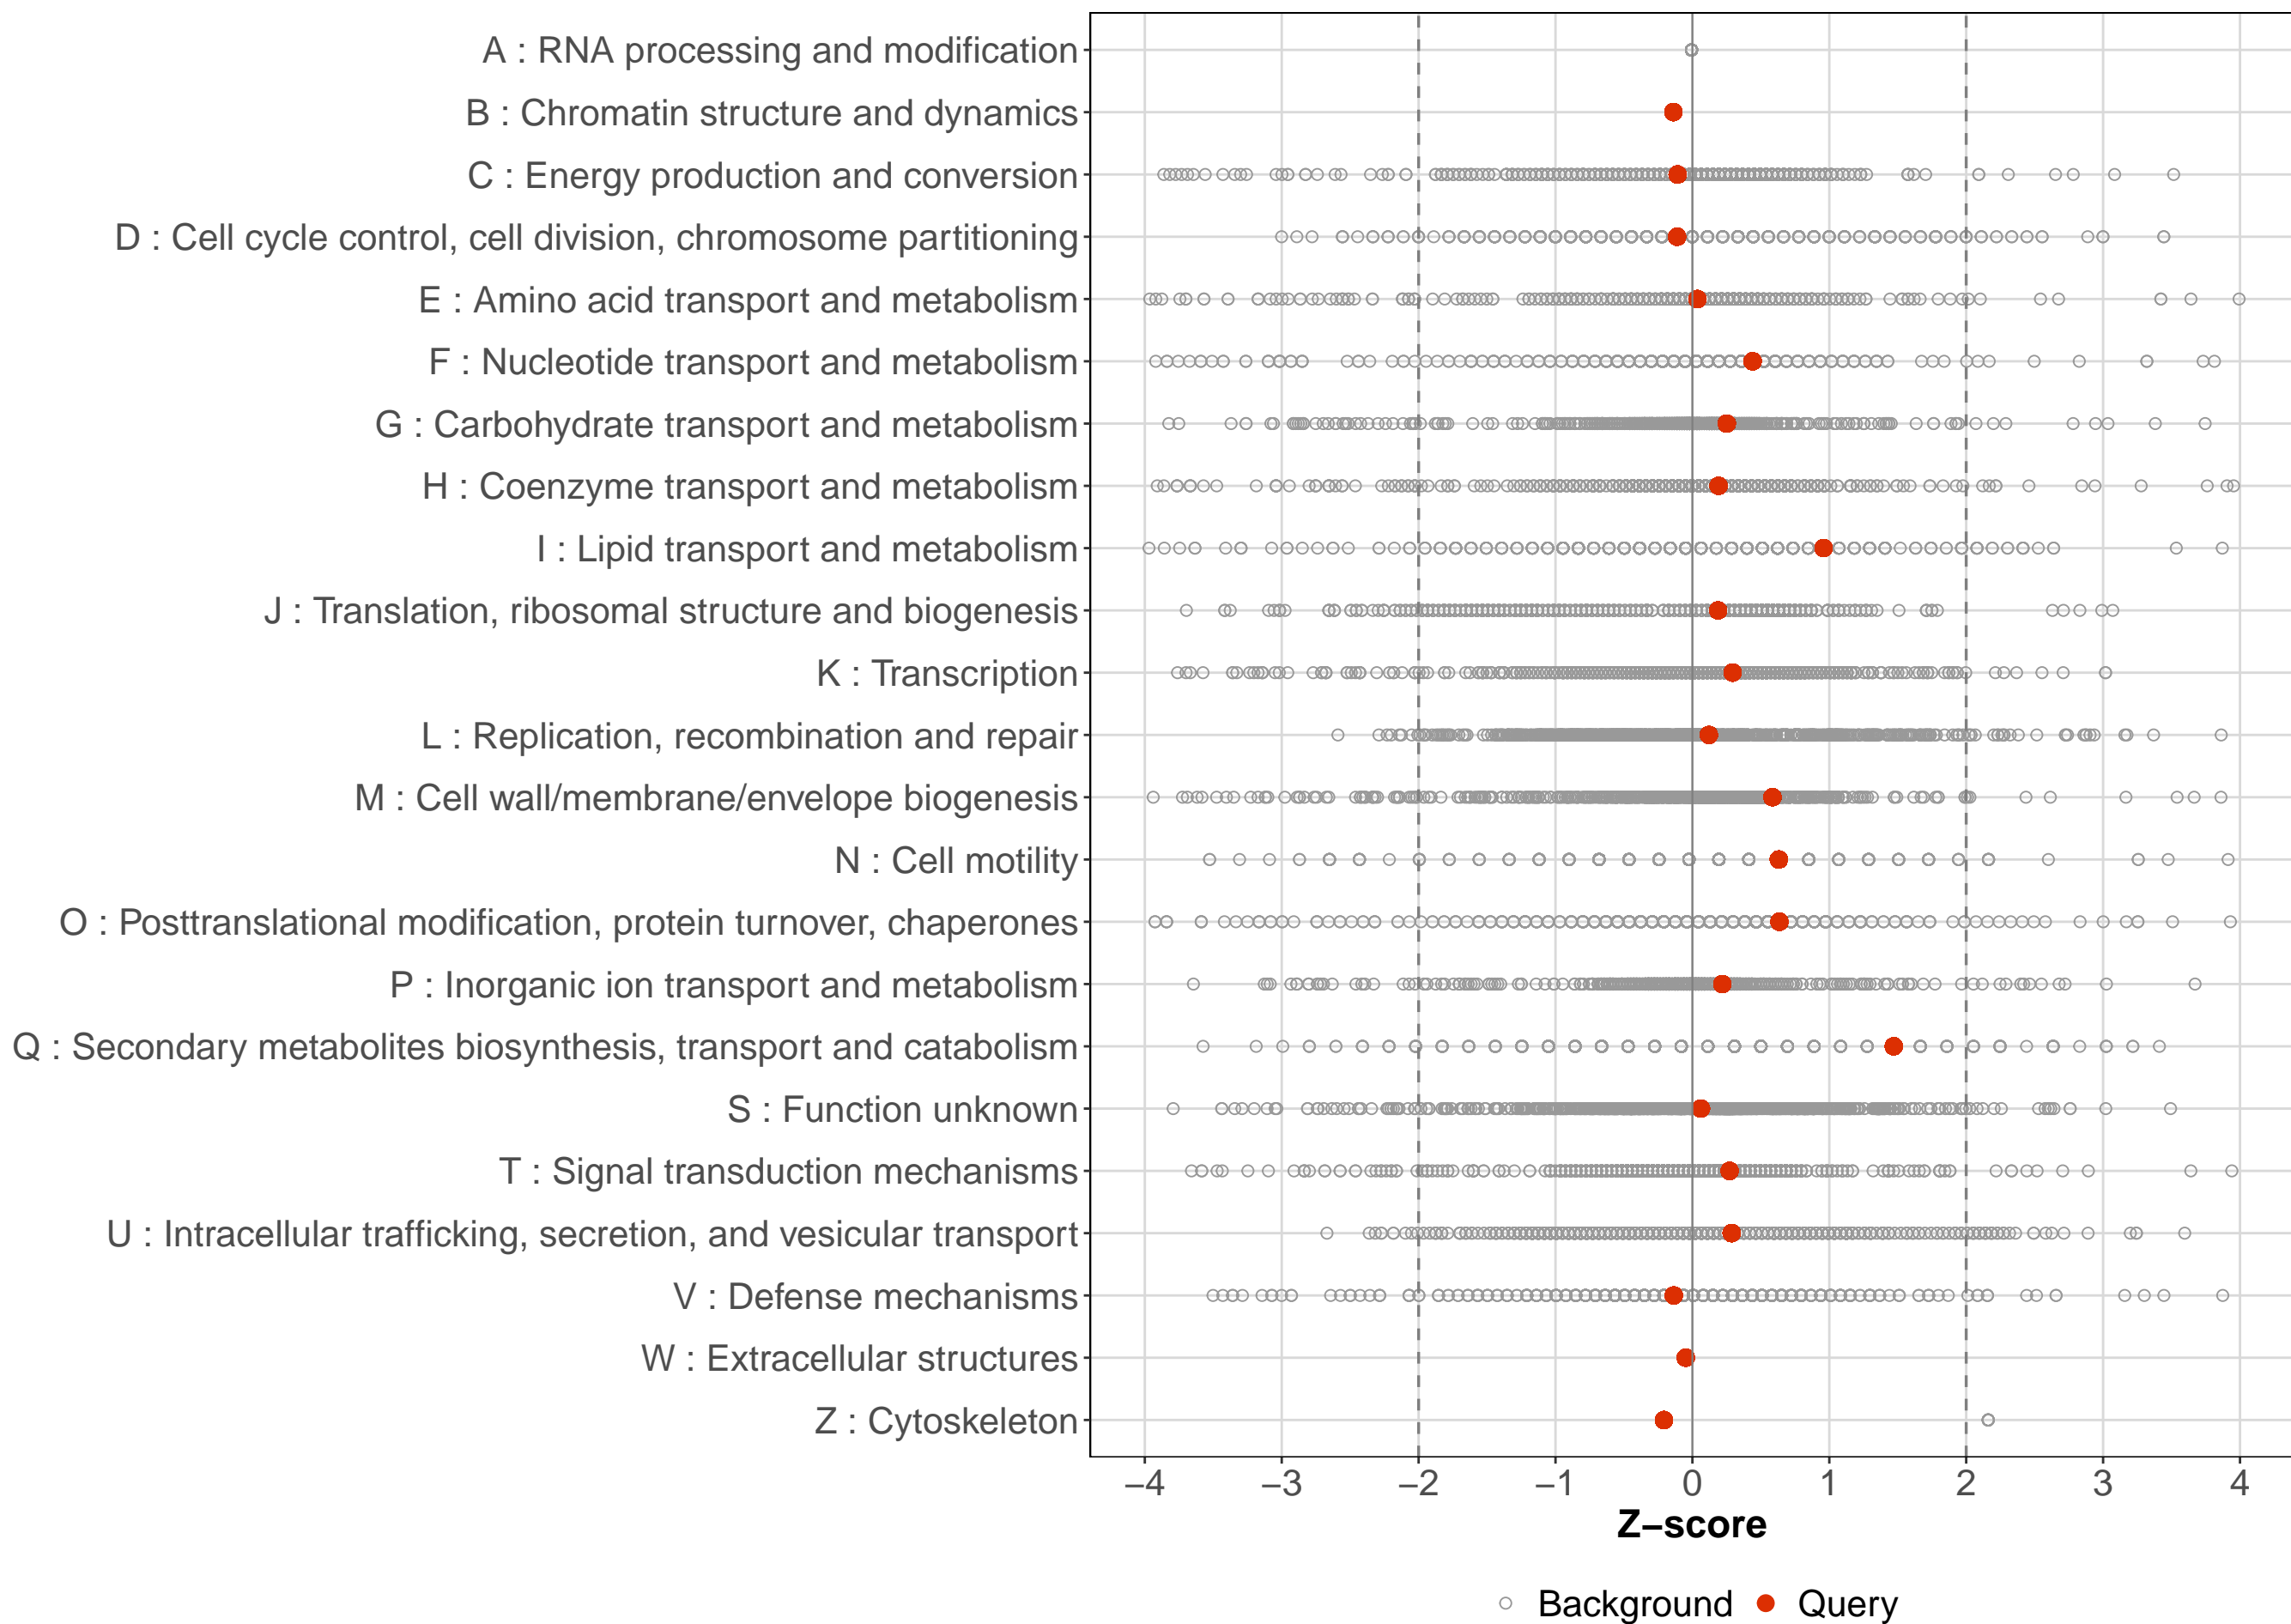 A : RNA processing and modification
B : Chromatin structure and dynamics
C : Energy production and conversion
D : Cell cycle control, cell division, chromosome partitioning
E : Amino acid transport and metabolism
F : Nucleotide transport and metabolism
G : Carbohydrate transport and metabolism
H : Coenzyme transport and metabolism
I : Lipid transport and metabolism
J : Translation, ribosomal structure and biogenesis
K : Transcription
L : Replication, recombination and repair
M : Cell wall/membrane/envelope biogenesis
N : Cell motility
O : Posttranslational modification, protein turnover, chaperones
P : Inorganic ion transport and metabolism
Q : Secondary metabolites biosynthesis, transport and catabolism
S : Function unknown
T : Signal transduction mechanisms
U : Intracellular trafficking, secretion, and vesicular transport
V : Defense mechanisms
W : Extracellular structures
Z : Cytoskeleton
−4 −3 −2 −1 0 1 2 3 4
Z−score
Background Query